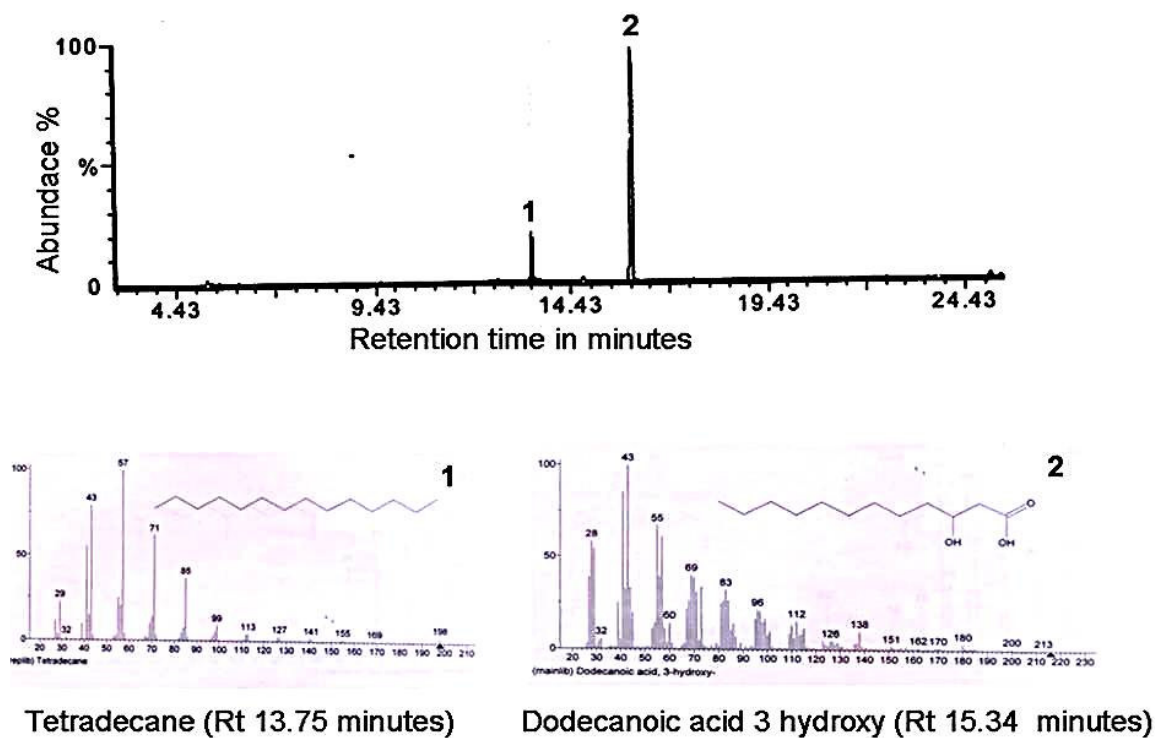 2
100
Abundace %
%
1
0
4.43 9.43 14.43 19.43 24.43
Retention time in minutes
1
100
57
43
71
50
85
29
99
32
113 127 141 155 169 198
0
20 30 40 50 60 70 80 90 100 110 120 130 140 150 160 170 180 190 200 210
(replib) Tetradecane
2
100
43
O
OH OH
55
28
50
69
83
96
112
60
32
126 138 151 162 170 180 200 213
0
20 30 40 50 60 70 80 90 100 110 120 130 140 150 160 170 180 190 200 210 220 230
(mainlib) Dodecanoic acid, 3-hydroxy-
Tetradecane (Rt 13.75 minutes)
Dodecanoic acid 3 hydroxy (Rt 15.34 minutes)